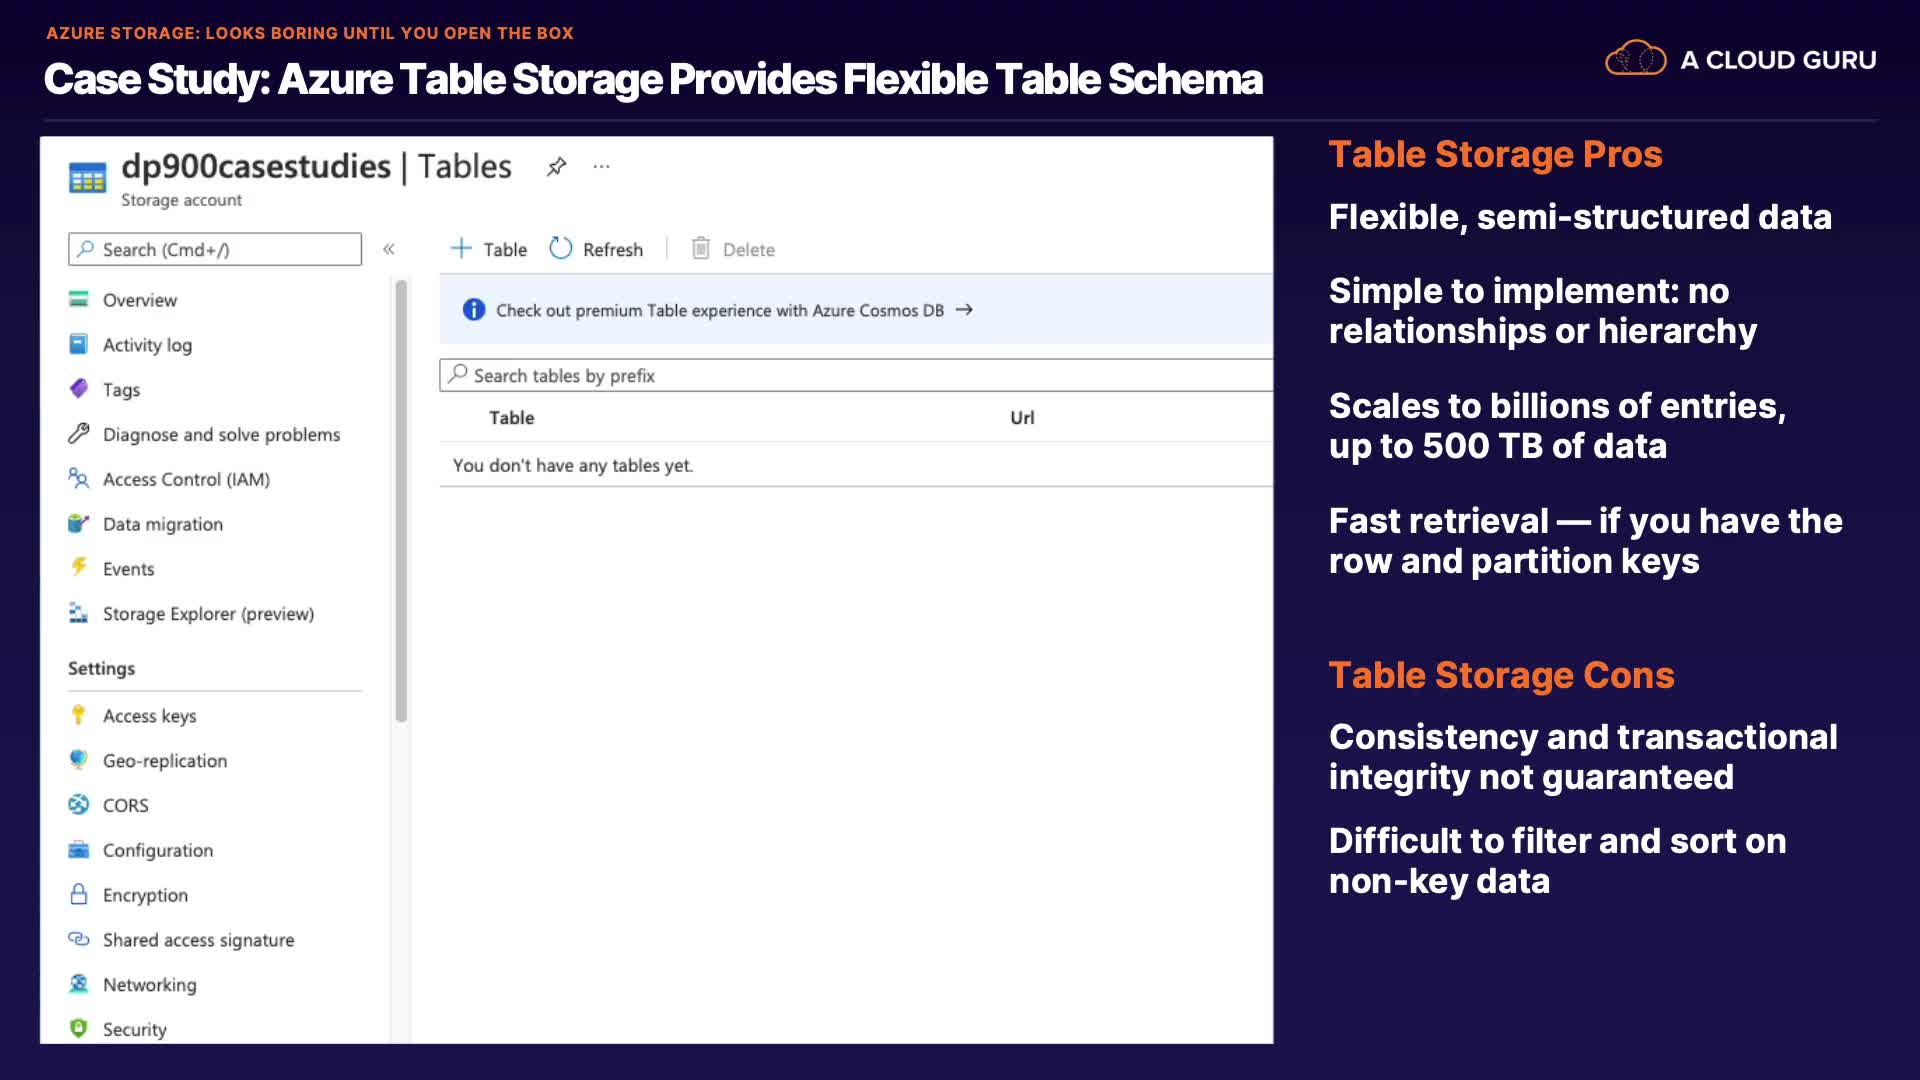 AZURE STORAGE: LOOKS BORING UNTIL YOU OPEN THE BOX
Case Study: Azure Table Storage Provides Flexible Table Schema
A CLOUD GURU
dp900casestudies | Tables
Storage account
Search (Cmd+/)
Overview
Activity log
Tags
Diagnose and solve problems
Access Control (IAM)
Data migration
Events
Storage Explorer (preview)
Settings
Access keys
Geo-replication
CORS
Configuration
Encryption
Shared access signature
Networking
Security
Table Refresh Delete
Check out premium Table experience with Azure Cosmos DB →
Search tables by prefix
Table Url
You don't have any tables yet.
Table Storage Pros
Flexible, semi-structured data
Simple to implement: no
relationships or hierarchy
Scales to billions of entries,
up to 500 TB of data
Fast retrieval — if you have the
row and partition keys
Table Storage Cons
Consistency and transactional
integrity not guaranteed
Difficult to filter and sort on
non-key data